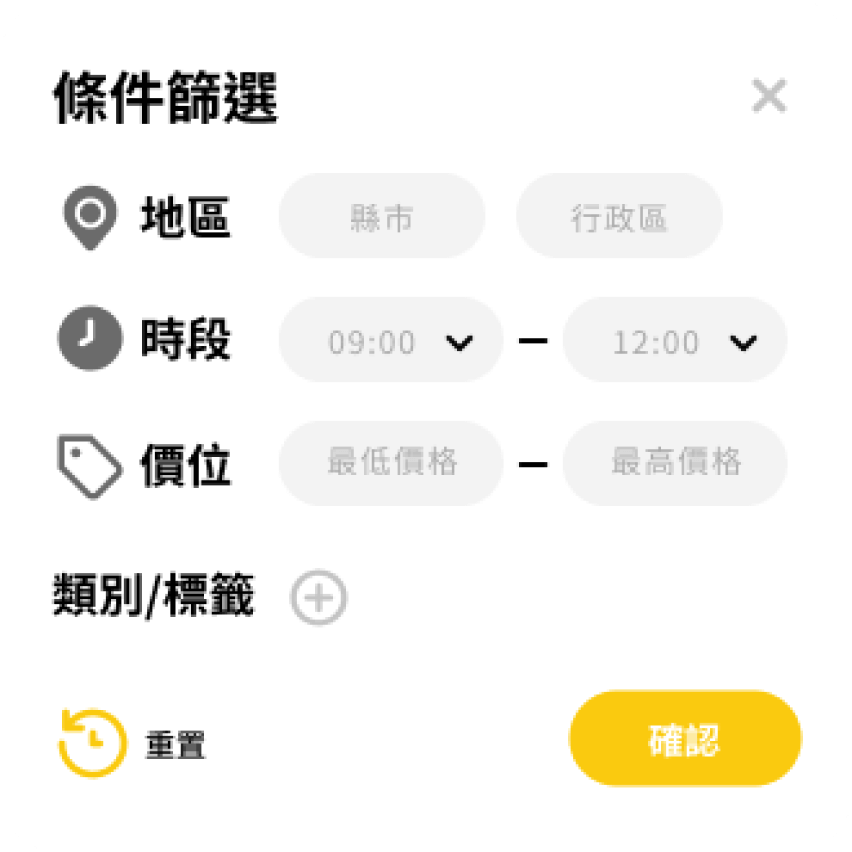 條件篩選
地區 縣市 行政區
時段 09:00 – 12:00
價位 最低價格 – 最高價格
類別/標籤
重置 確認